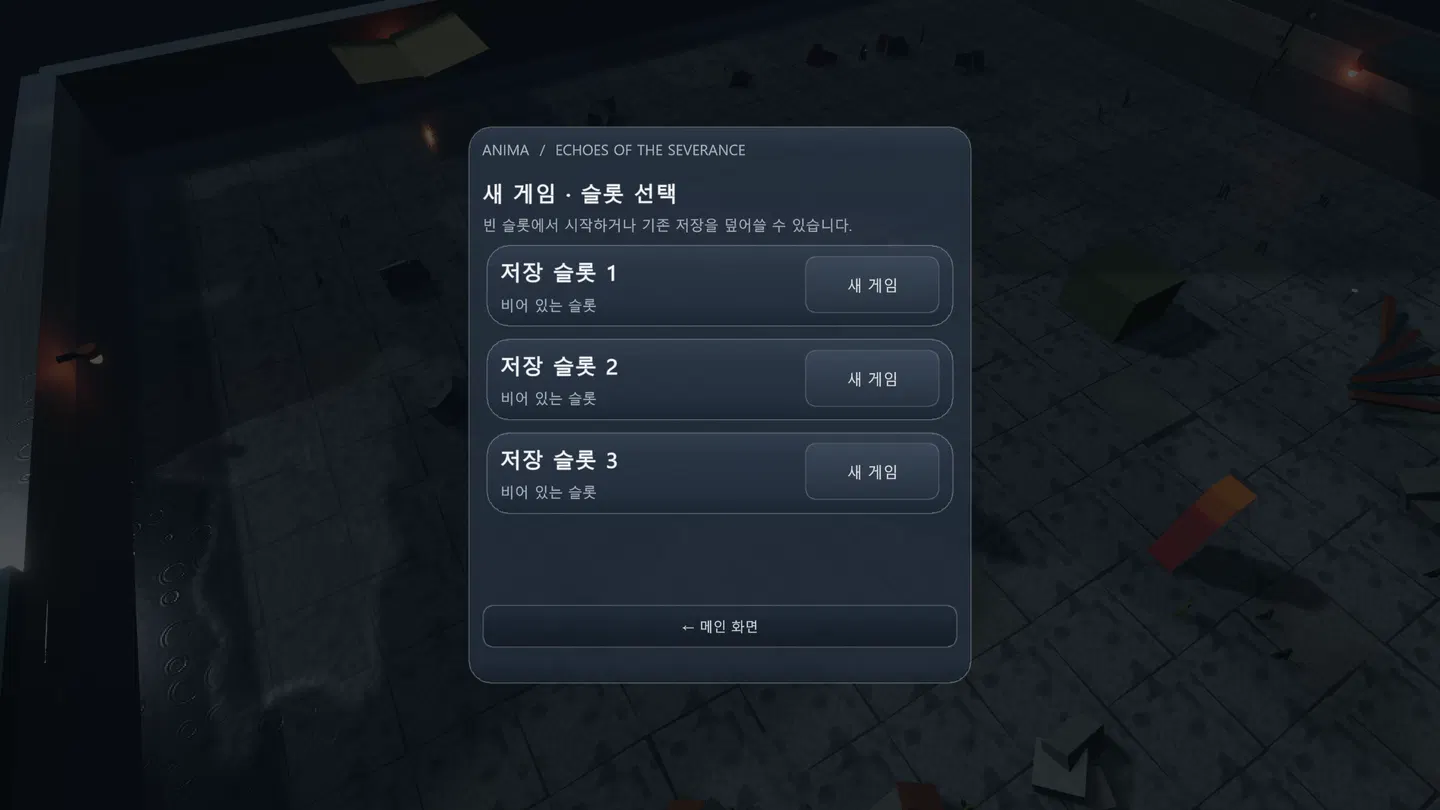 ANIMA / ECHOES OF THE SEVERANCE
새 게임 · 슬롯 선택
빈 슬롯에서 시작하거나 기존 저장을 덮어쓸 수 있습니다.
저장 슬롯 1
비어 있는 슬롯
새 게임
저장 슬롯 2
비어 있는 슬롯
새 게임
저장 슬롯 3
비어 있는 슬롯
새 게임
← 메인 화면